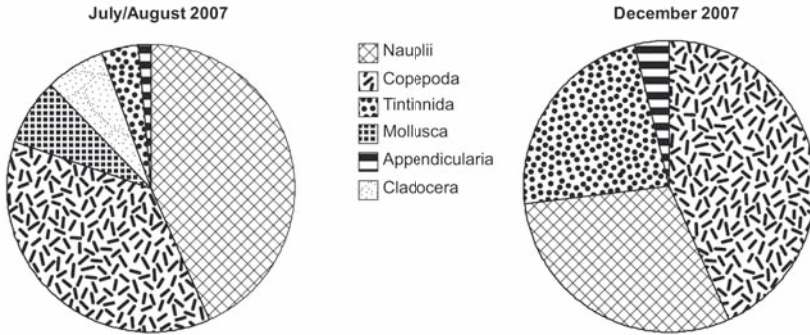 July/August 2007
December 2007
Nauplii
Copepoda
Tintinnida
Mollusca
Appendicularia
Cladocera